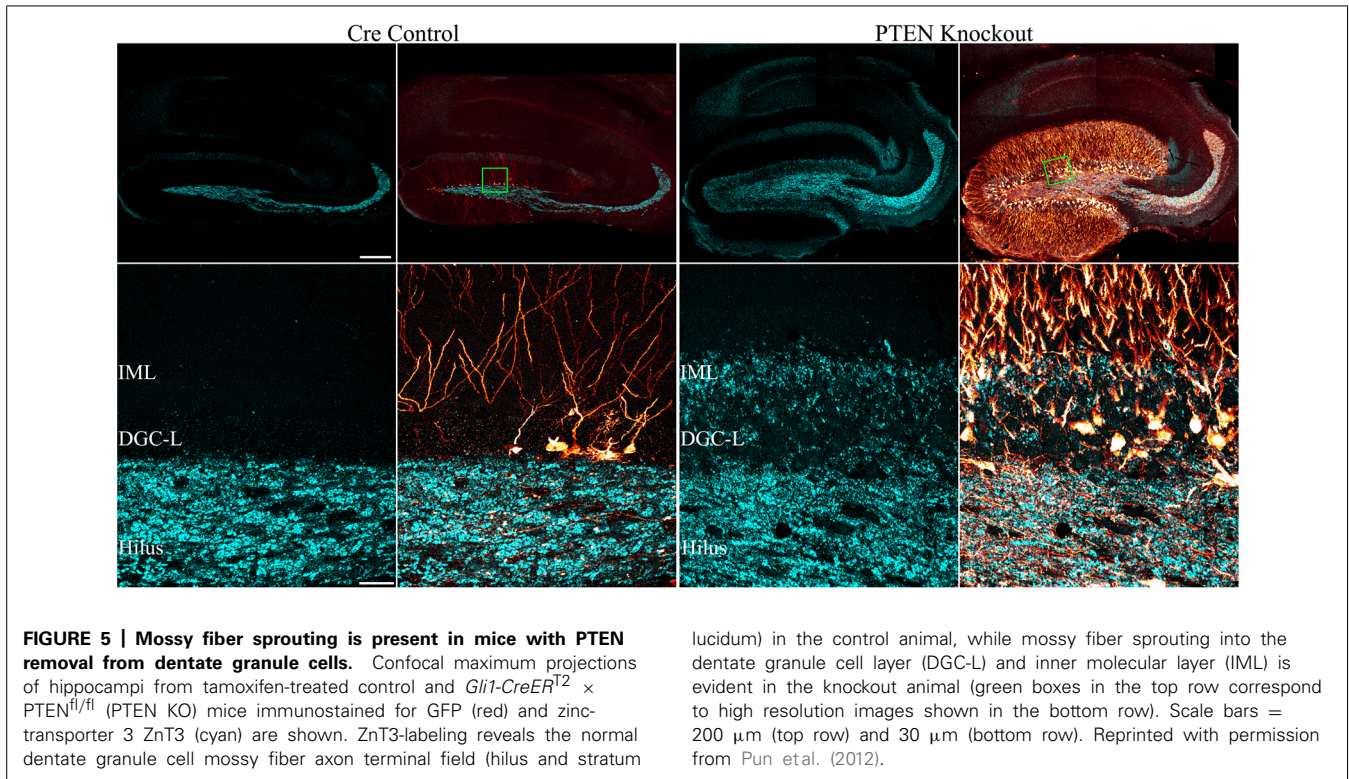 Cre Control
PTEN Knockout
IML
DGC-L
Hilus
IML
DGC-L
Hilus
FIGURE 5 | Mossy fiber sprouting is present in mice with PTEN
removal from dentate granule cells. Confocal maximum projections
of hippocampi from tamoxifen-treated control and Gli1-CreERT2 ×
PTENfl/fl (PTEN KO) mice immunostained for GFP (red) and zinc-
transporter 3 ZnT3 (cyan) are shown. ZnT3-labeling reveals the normal
dentate granule cell mossy fiber axon terminal field (hilus and stratum
lucidum) in the control animal, while mossy fiber sprouting into the
dentate granule cell layer (DGC-L) and inner molecular layer (IML) is
evident in the knockout animal (green boxes in the top row correspond
to high resolution images shown in the bottom row). Scale bars =
200 μm (top row) and 30 μm (bottom row). Reprinted with permission
from Pun et al. (2012).